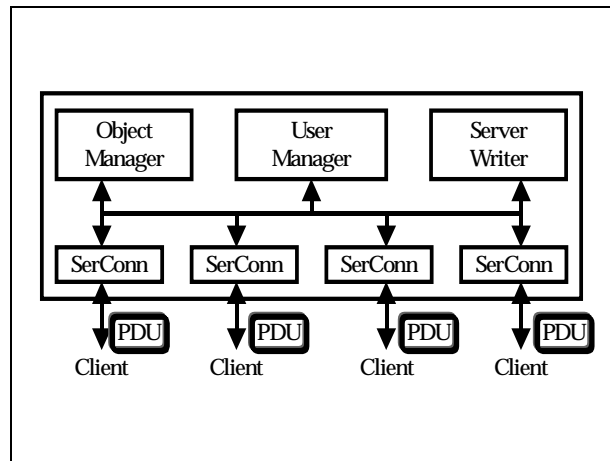 Object
Manager
User
Manager
Server
Writer
SerConn
SerConn
SerConn
SerConn
PDU
PDU
PDU
PDU
Client
Client
Client
Client